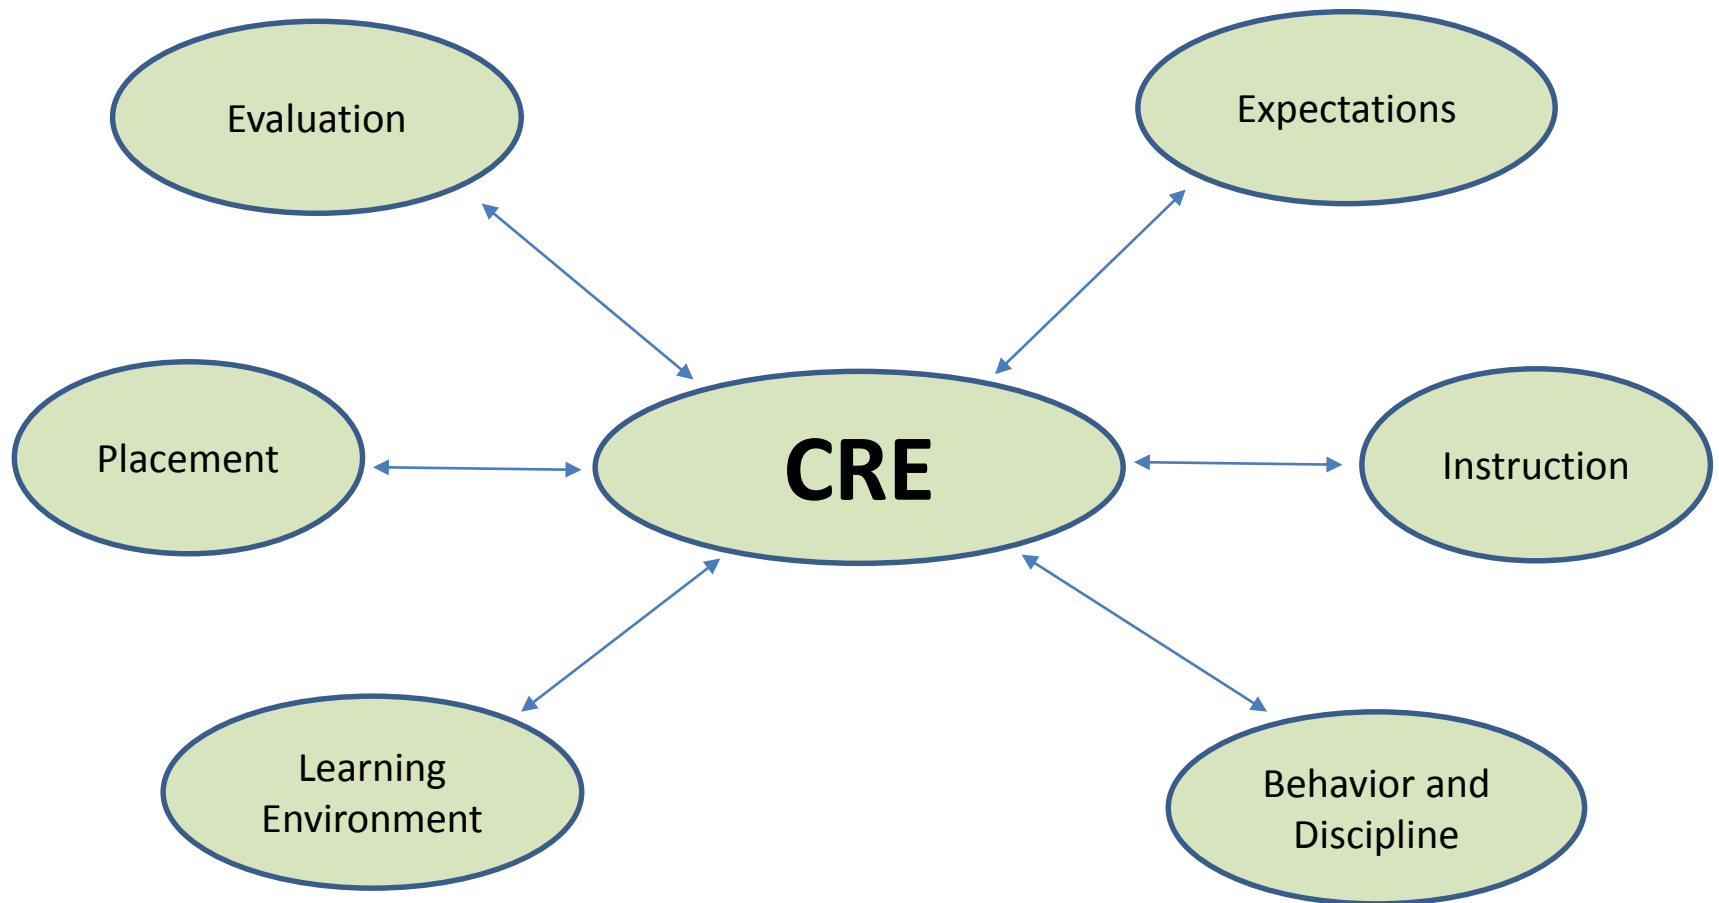 Evaluation
Expectations
Placement
CRE
Instruction
Learning
Environment
Behavior and
Discipline